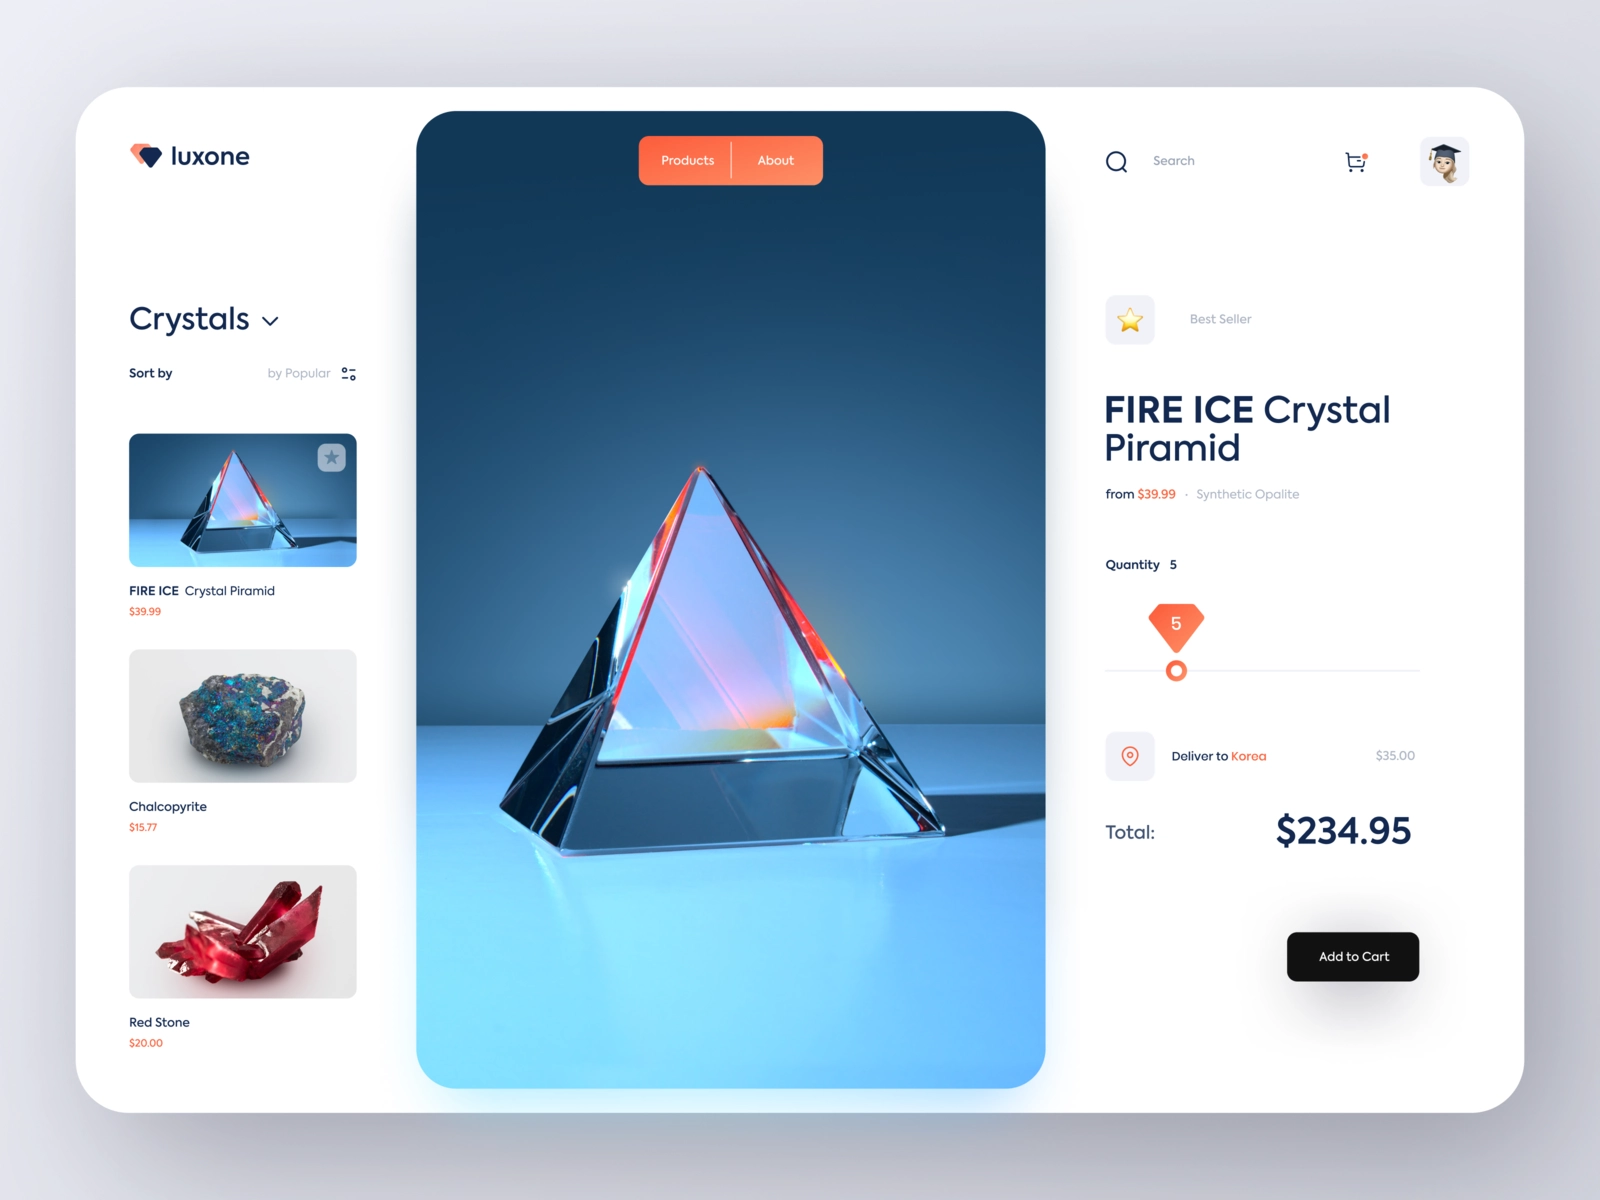 luxone
Products
About
Search
Crystals
Sort by
by Popular
FIRE ICE Crystal Piramid
$39.99
Chalcopyrite
$15.77
Red Stone
$20.00
Best Seller
FIRE ICE Crystal
Piramid
from $39.99 · Synthetic Opalite
Quantity 5
5
Deliver to Korea
$35.00
Total:
$234.95
Add to Cart